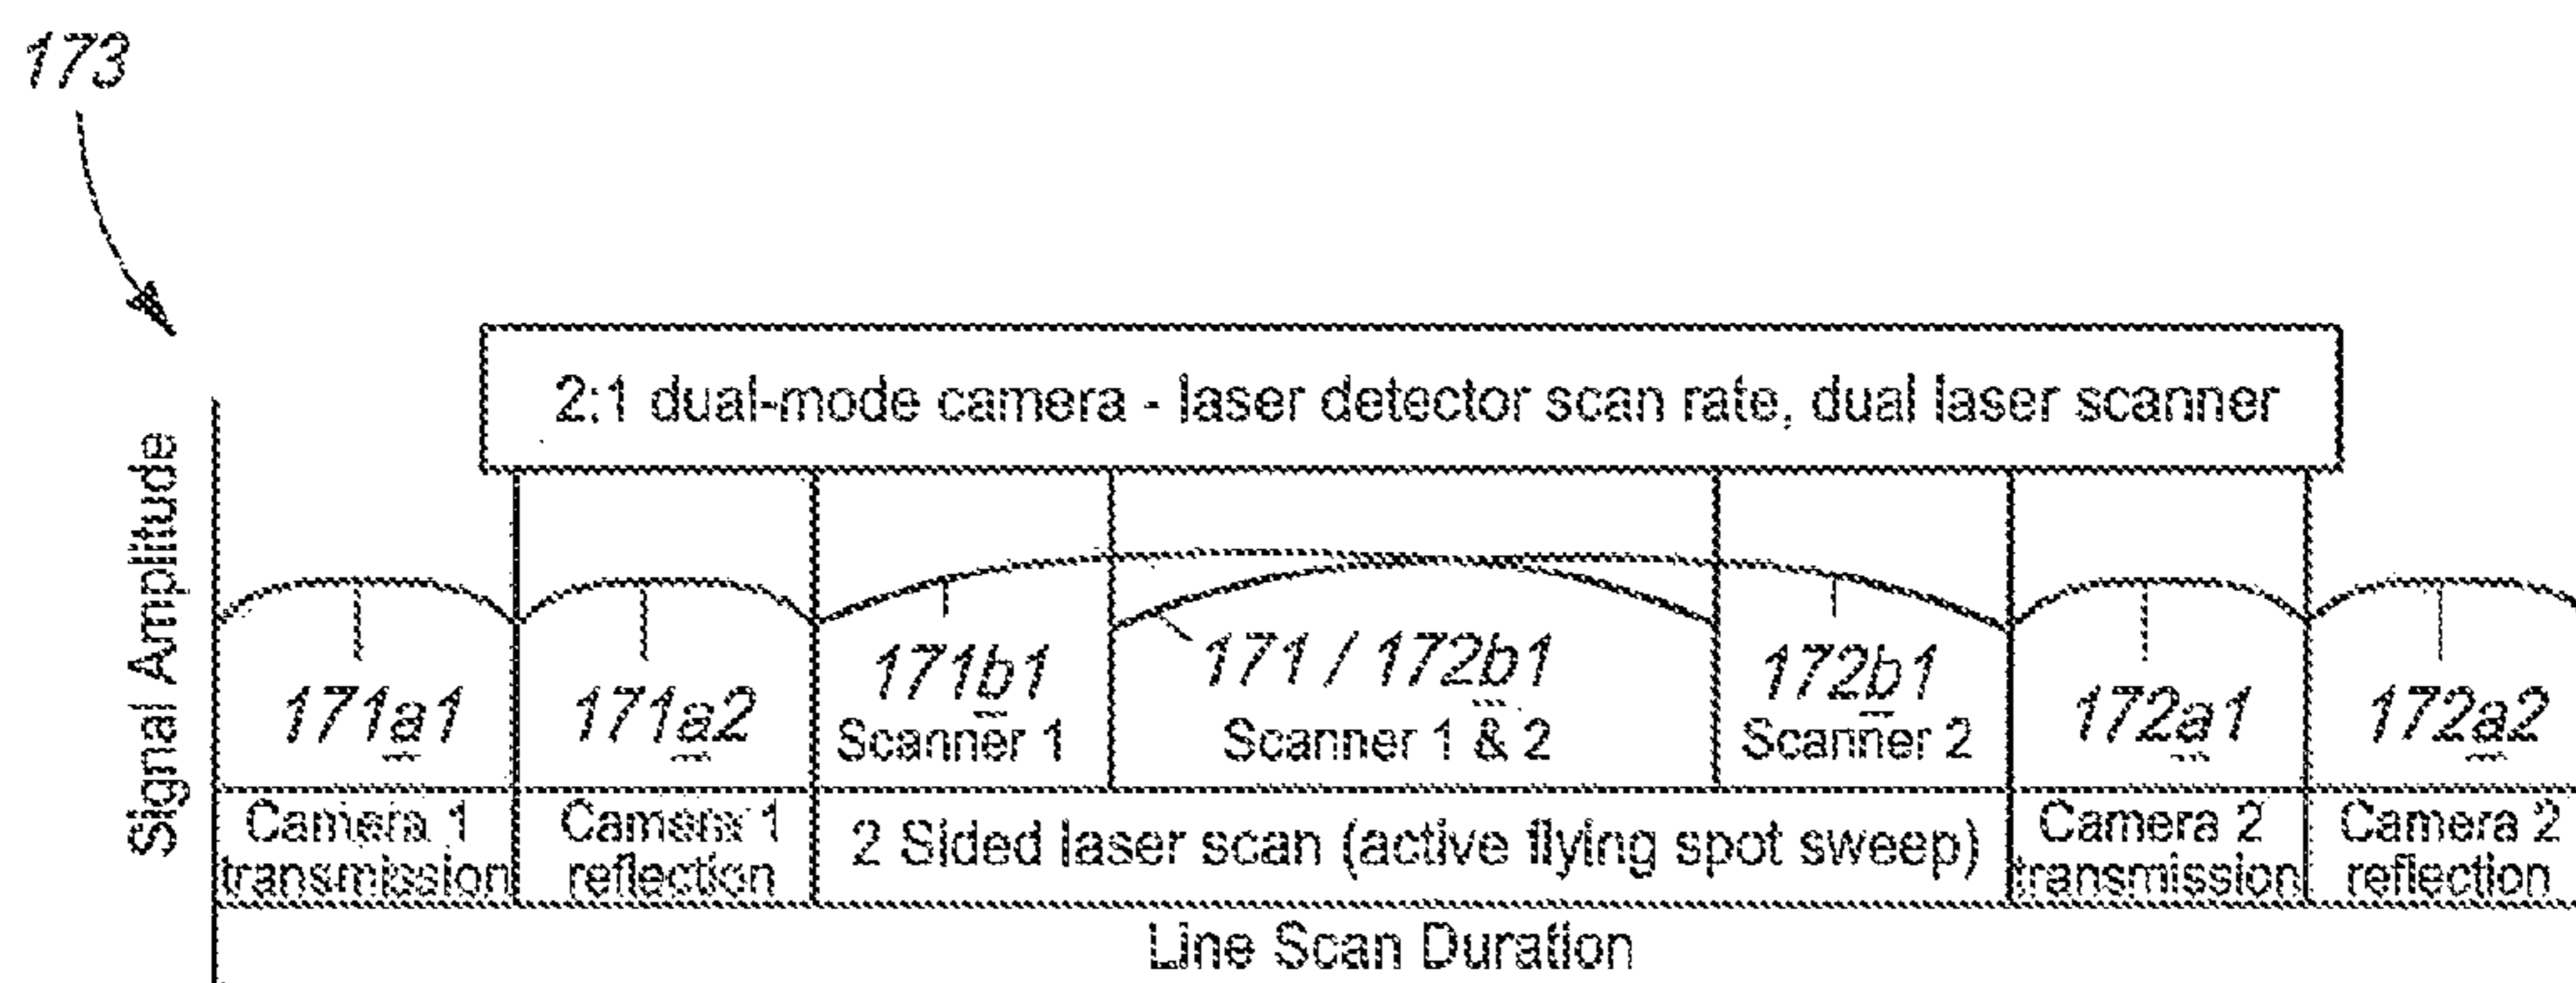 173
2:1 dual-mode camera - laser detector scan rate, dual laser scanner
Signal Amplitude
171a1
171a2
171b1
Scanner 1
171 / 172b1
Scanner 1 & 2
172b1
Scanner 2
172a1
172a2
Camera 1
transmission
Camera 1
reflection
2 Sided laser scan (active flying spot sweep)
Camera 2
transmission
Camera 2
reflection
Line Scan Duration